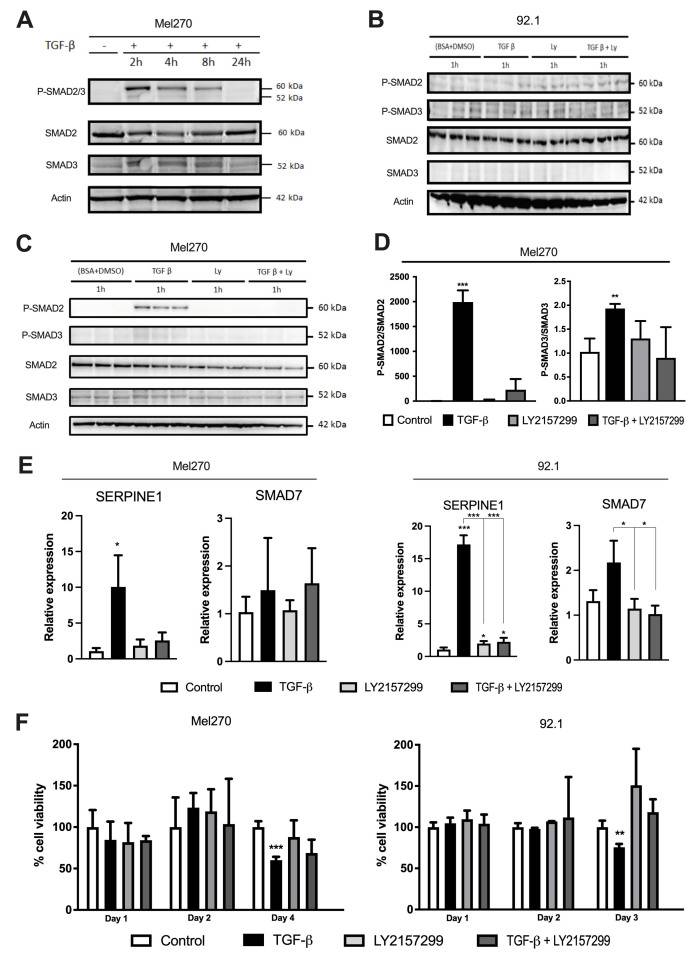 A
Mel270
TGF-β - + + + +
2h 4h 8h 24h
P-SMAD2/3
60 kDa
52 kDa
SMAD2
60 kDa
SMAD3
52 kDa
Actin
42 kDa
B
92.1
(BSA+DMSO) TGF β Ly TGF β + Ly
1h 1h 1h 1h
P-SMAD2
60 kDa
P-SMAD3
52 kDa
SMAD2
60 kDa
SMAD3
52 kDa
Actin
42 kDa
C
Mel270
(BSA+DMSO) TGF β Ly TGF β + Ly
1h 1h 1h 1h
P-SMAD2
60 kDa
P-SMAD3
52 kDa
SMAD2
60 kDa
SMAD3
52 kDa
Actin
42 kDa
D
Mel270
P-SMAD2/SMAD2
2500
2000
1500
1000
500
0
***
P-SMAD3/SMAD3
2.5
2.0
1.5
1.0
0.5
0.0
**
Control TGF-β LY2157299 TGF-β + LY2157299
E
Mel270
SERPINE1
Relative expression
20
15
10
5
0
*
SMAD7
Relative expression
3
2
1
0
92.1
SERPINE1
Relative expression
20
15
10
5
0
***
*** ***
* *
SMAD7
Relative expression
3
2
1
0
* *
Control TGF-β LY2157299 TGF-β + LY2157299
F
Mel270
% cell viability
200
150
100
50
0
***
Day 1 Day 2 Day 4
92.1
% cell viability
200
150
100
50
0
**
Day 1 Day 2 Day 3
Control TGF-β LY2157299 TGF-β + LY2157299